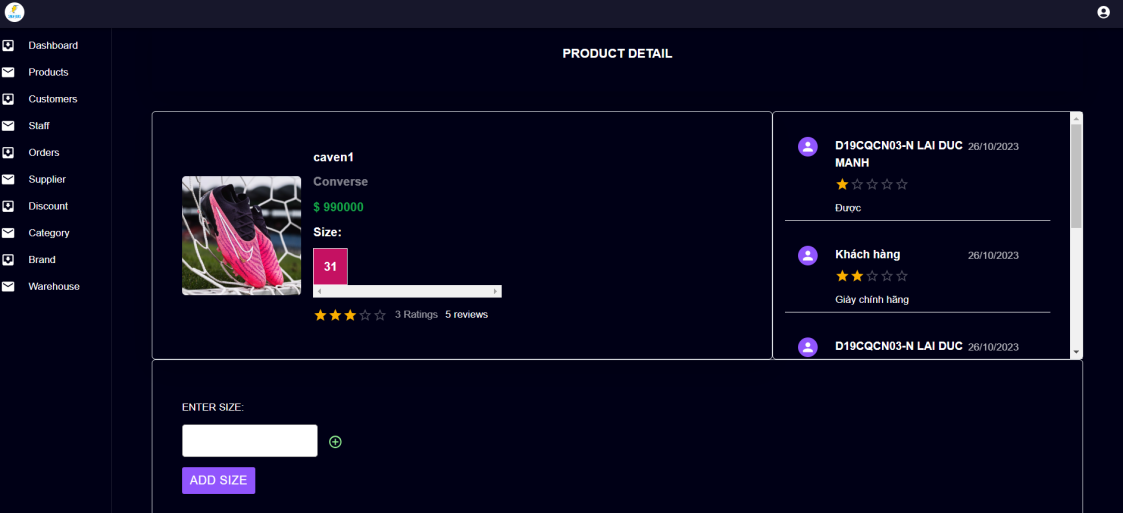 PRODUCT DETAIL
Dashboard
Products
Customers
Staff
Orders
Supplier
Discount
Category
Brand
Warehouse
caven1
Converse
$ 990000
Size:
31
3 Ratings 5 reviews
D19CQCN03-N LAI DUC 26/10/2023
MANH
Được
Khách hàng 26/10/2023
Giày chính hãng
D19CQCN03-N LAI DUC 26/10/2023
ENTER SIZE:
ADD SIZE